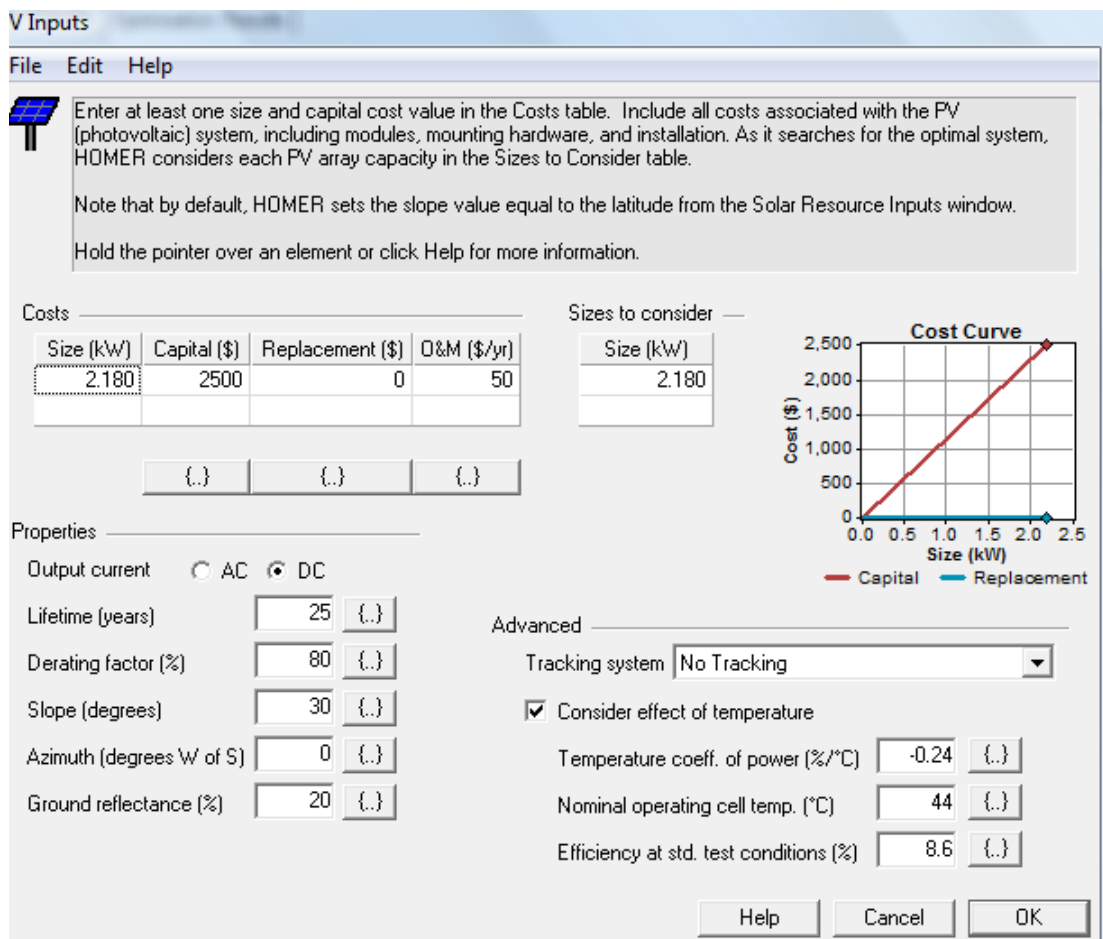 V Inputs
File Edit Help
Enter at least one size and capital cost value in the Costs table. Include all costs associated with the PV
(photovoltaic) system, including modules, mounting hardware, and installation. As it searches for the optimal system,
HOMER considers each PV array capacity in the Sizes to Consider table.
Note that by default, HOMER sets the slope value equal to the latitude from the Solar Resource Inputs window.
Hold the pointer over an element or click Help for more information.
Costs
Size (kW) Capital ($) Replacement ($) O&M ($/yr)
2.180 2500 0 50
{..} {..} {..}
Sizes to consider
Size (kW)
2.180
Cost Curve
Cost ($)
2,500
2,000
1,500
1,000
500
0
0.0 0.5 1.0 1.5 2.0 2.5
Size (kW)
Capital Replacement
Properties
Output current AC DC
Lifetime (years) 25 {..}
Derating factor (%) 80 {..}
Slope (degrees) 30 {..}
Azimuth (degrees W of S) 0 {..}
Ground reflectance (%) 20 {..}
Advanced
Tracking system No Tracking
Consider effect of temperature
Temperature coeff. of power (%/°C) -0.24 {..}
Nominal operating cell temp. (°C) 44 {..}
Efficiency at std. test conditions (%) 8.6 {..}
Help Cancel OK